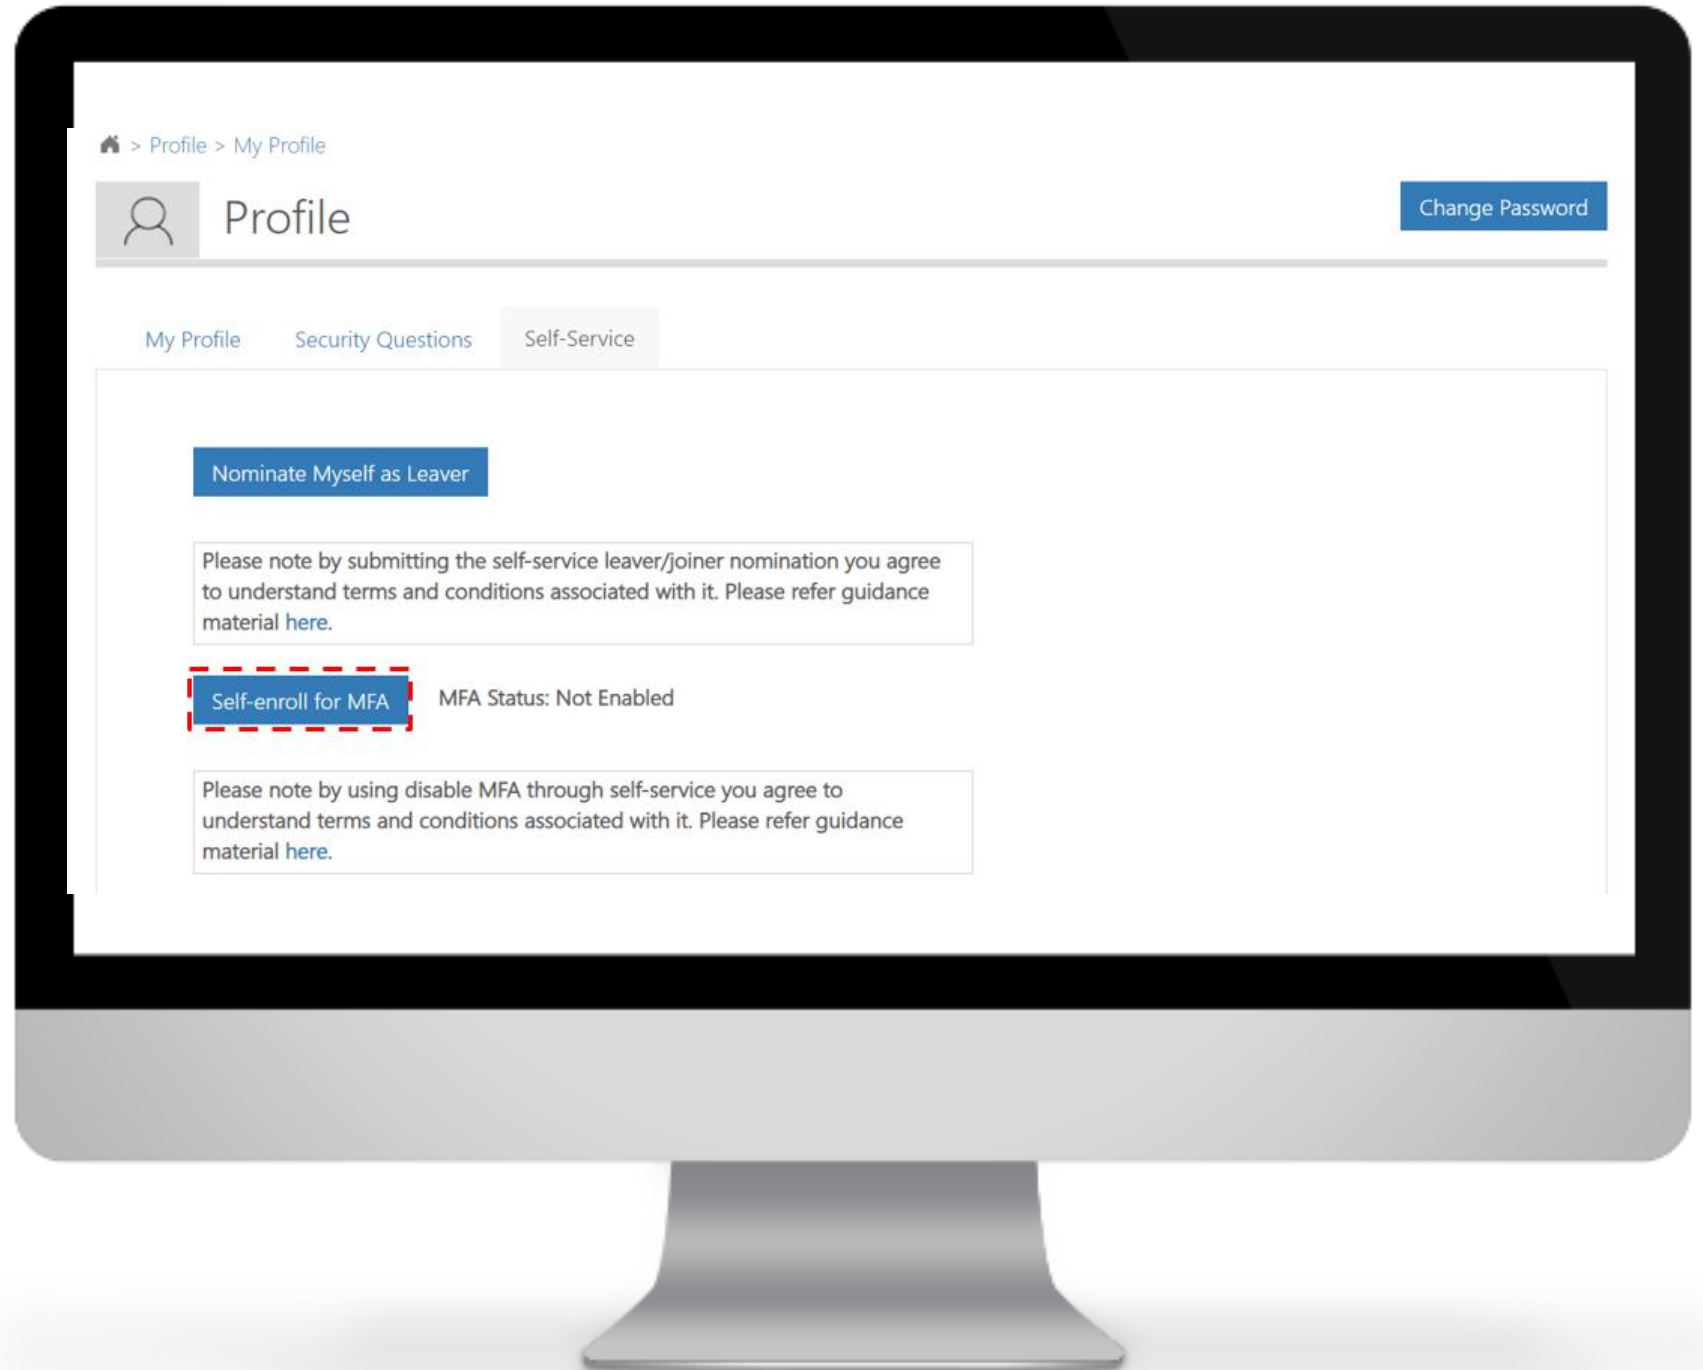 > Profile > My Profile
Profile
Change Password
My Profile Security Questions Self-Service
Nominate Myself as Leaver
Please note by submitting the self-service leaver/joiner nomination you agree
to understand terms and conditions associated with it. Please refer guidance
material here.
Self-enroll for MFA MFA Status: Not Enabled
Please note by using disable MFA through self-service you agree to
understand terms and conditions associated with it. Please refer guidance
material here.